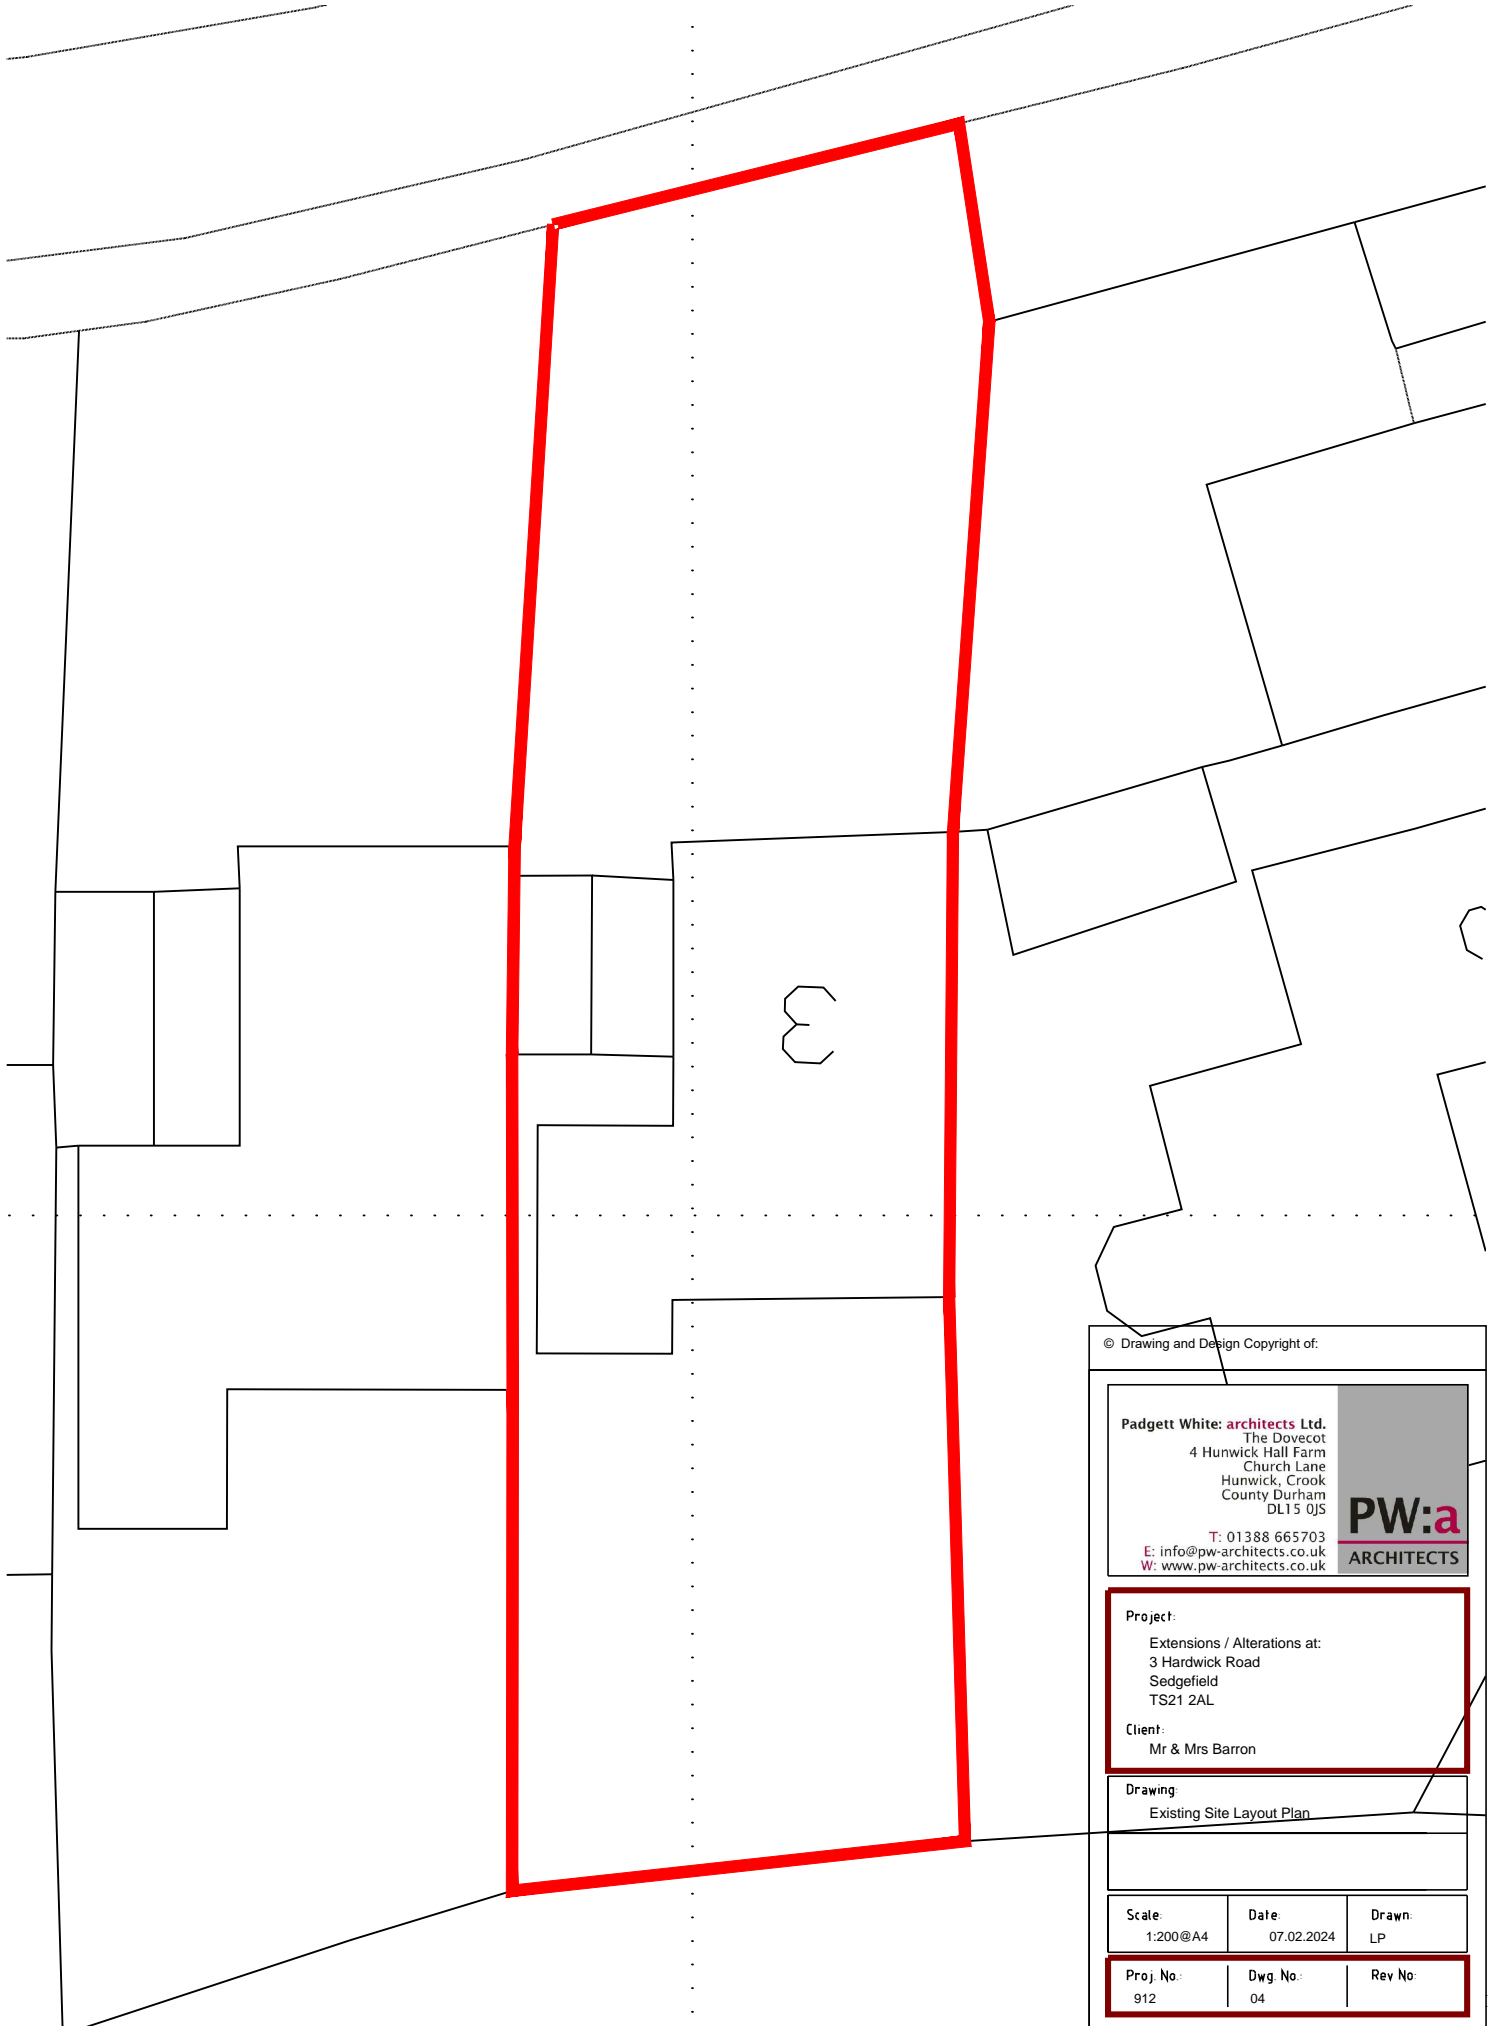 3
© Drawing and Design Copyright of:
Padgett White: architects Ltd.
The Dovecot
4 Hunwick Hall Farm
Church Lane
Hunwick, Crook
County Durham
DL15 0JS
T: 01388 665703
E: info@pw-architects.co.uk
W: www.pw-architects.co.uk
PW:a
ARCHITECTS
Project:
Extensions / Alterations at:
3 Hardwick Road
Sedgefield
TS21 2AL
Client:
Mr & Mrs Barron
Drawing:
Existing Site Layout Plan
Scale: Date: Drawn:
1:200@A4 07.02.2024 LP
Proj. No.: Dwg. No.: Rev No:
912 04